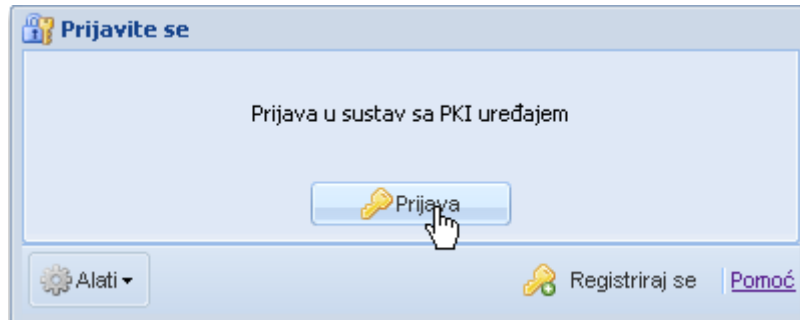 Prijavite se
Prijava u sustav sa PKI uređajem
Prijava
Alati
Registriraj se
Pomoć